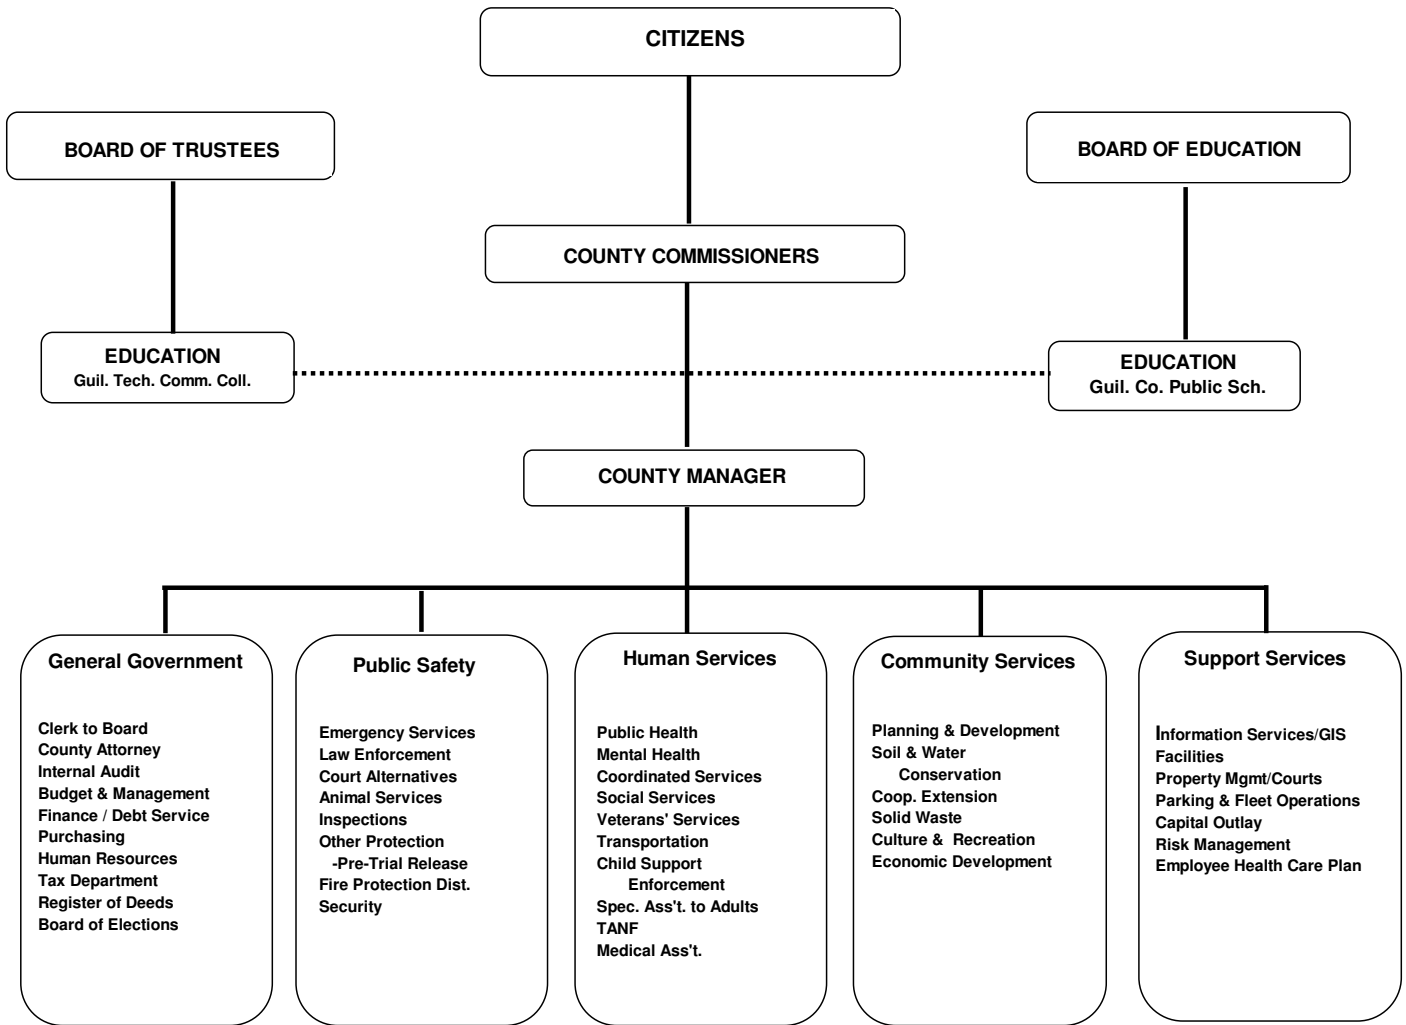 CITIZENS
BOARD OF TRUSTEES
BOARD OF EDUCATION
COUNTY COMMISSIONERS
EDUCATION
Guil. Tech. Comm. Coll.
EDUCATION
Guil. Co. Public Sch.
COUNTY MANAGER
General Government
Clerk to Board
County Attorney
Internal Audit
Budget & Management
Finance / Debt Service
Purchasing
Human Resources
Tax Department
Register of Deeds
Board of Elections
Public Safety
Emergency Services
Law Enforcement
Court Alternatives
Animal Services
Inspections
Other Protection
-Pre-Trial Release
Fire Protection Dist.
Security
Human Services
Public Health
Mental Health
Coordinated Services
Social Services
Veterans' Services
Transportation
Child Support
Enforcement
Spec. Ass't. to Adults
TANF
Medical Ass't.
Community Services
Planning & Development
Soil & Water
Conservation
Coop. Extension
Solid Waste
Culture & Recreation
Economic Development
Support Services
Information Services/GIS
Facilities
Property Mgmt/Courts
Parking & Fleet Operations
Capital Outlay
Risk Management
Employee Health Care Plan